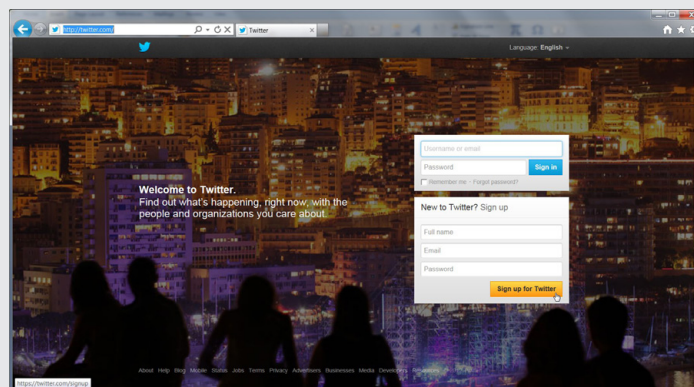 http://twitter.com/
Twitter
Language: English
Username or email
Password
Sign in
Remember me · Forgot password?
Welcome to Twitter.
Find out what's happening, right now, with the
people and organizations you care about.
New to Twitter? Sign up
Full name
Email
Password
Sign up for Twitter
About Help Blog Mobile Status Jobs Terms Privacy Advertisers Businesses Media Developers
https://twitter.com/signup